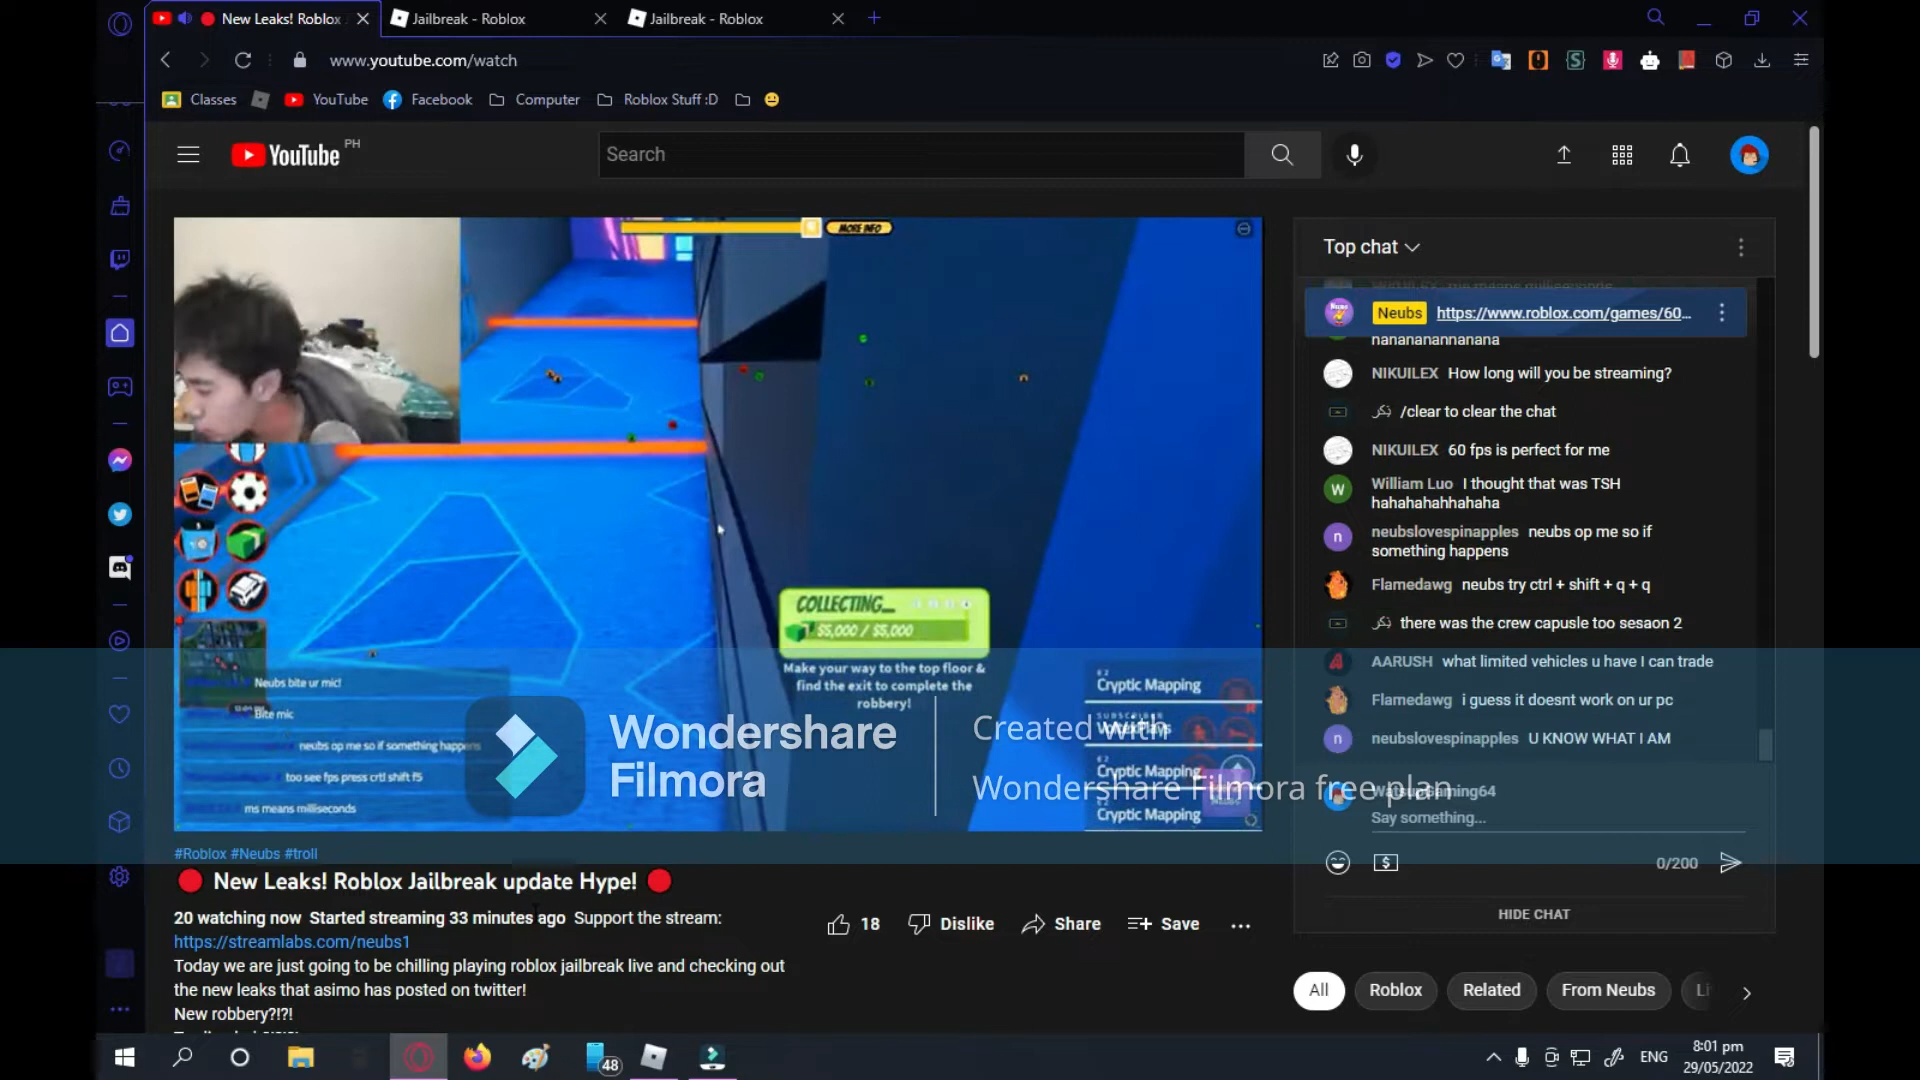 New Leaks! Roblox
Jailbreak - Roblox
Jailbreak - Roblox
www.youtube.com/watch
Classes
YouTube
Facebook
Computer
Roblox Stuff :D
YouTube PH
Search
MORE INFO
COLLECTING...
$5,000 / $5,000
Make your way to the top floor &
find the exit to complete the
robbery!
Neubs bite ur mic!
Bite mic
neubs op me so if something happens
too see fps press crtl shift f5
ms means milliseconds
Cryptic Mapping
SUBSCRIBER
Cryptic Mapping
Cryptic Mapping
Wondershare
Filmora
Created with
Wondershare Filmora free plan
Top chat
Neubs https://www.roblox.com/games/60...
hahahahahhahaha
NIKUILEX How long will you be streaming?
/clear to clear the chat
NIKUILEX 60 fps is perfect for me
William Luo I thought that was TSH
hahahahahhahaha
neubslovespinapples neubs op me so if
something happens
Flamedawg neubs try ctrl + shift + q + q
there was the crew capusle too sesaon 2
AARUSH what limited vehicles u have I can trade
Flamedawg i guess it doesnt work on ur pc
neubslovespinapples U KNOW WHAT I AM
WatsupGaming64
Say something...
0/200
HIDE CHAT
#Roblox #Neubs #troll
New Leaks! Roblox Jailbreak update Hype!
20 watching now Started streaming 33 minutes ago Support the stream:
https://streamlabs.com/neubs1
Today we are just going to be chilling playing roblox jailbreak live and checking out
the new leaks that asimo has posted on twitter!
New robbery?!?!
18
Dislike
Share
Save
All
Roblox
Related
From Neubs
Li
48
ENG
8:01 pm
29/05/2022